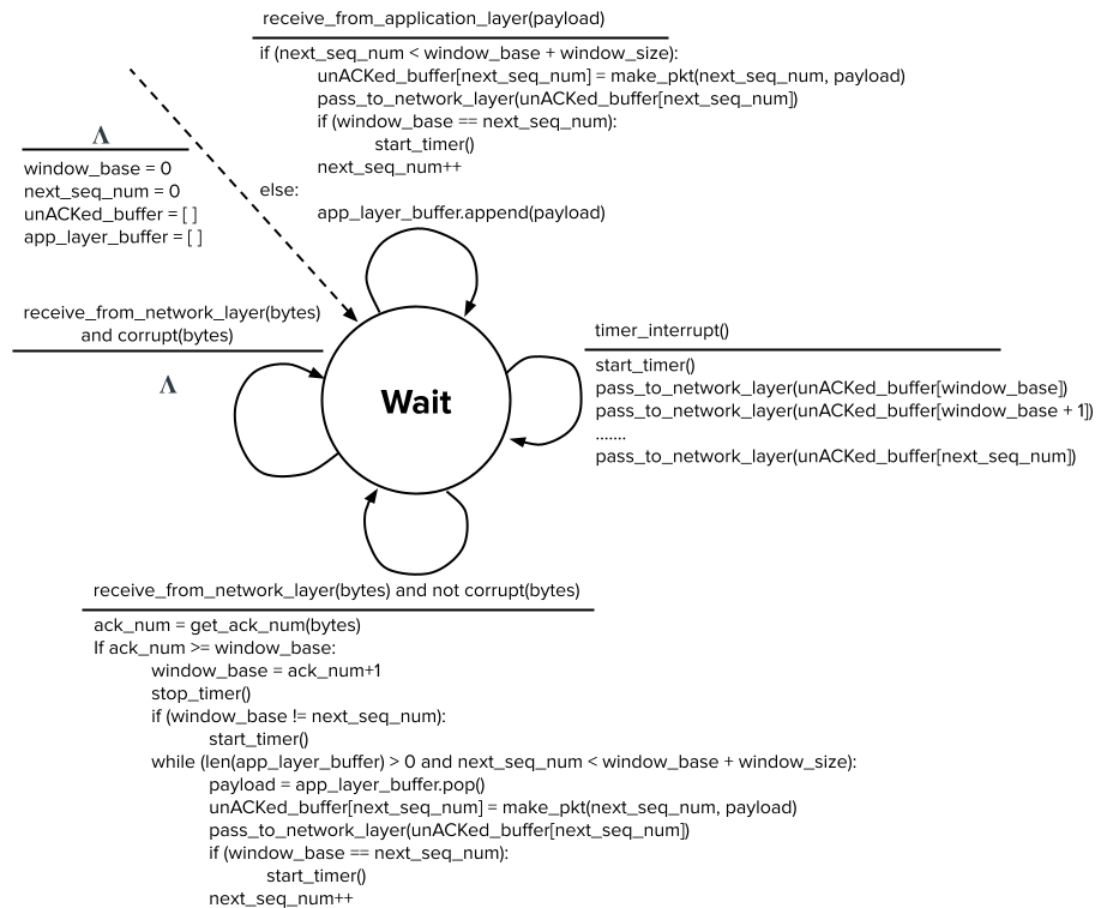 receive_from_application_layer(payload)
if (next_seq_num < window_base + window_size):
unACKed_buffer[next_seq_num] = make_pkt(next_seq_num, payload)
pass_to_network_layer(unACKed_buffer[next_seq_num])
if (window_base == next_seq_num):
start_timer()
next_seq_num++
else:
app_layer_buffer.append(payload)
Λ
window_base = 0
next_seq_num = 0
unACKed_buffer = [ ]
app_layer_buffer = [ ]
receive_from_network_layer(bytes)
and corrupt(bytes)
Λ
Wait
timer_interrupt()
start_timer()
pass_to_network_layer(unACKed_buffer[window_base])
pass_to_network_layer(unACKed_buffer[window_base + 1])
.......
pass_to_network_layer(unACKed_buffer[next_seq_num])
receive_from_network_layer(bytes) and not corrupt(bytes)
ack_num = get_ack_num(bytes)
If ack_num >= window_base:
window_base = ack_num+1
stop_timer()
if (window_base != next_seq_num):
start_timer()
while (len(app_layer_buffer) > 0 and next_seq_num < window_base + window_size):
payload = app_layer_buffer.pop()
unACKed_buffer[next_seq_num] = make_pkt(next_seq_num, payload)
pass_to_network_layer(unACKed_buffer[next_seq_num])
if (window_base == next_seq_num):
start_timer()
next_seq_num++